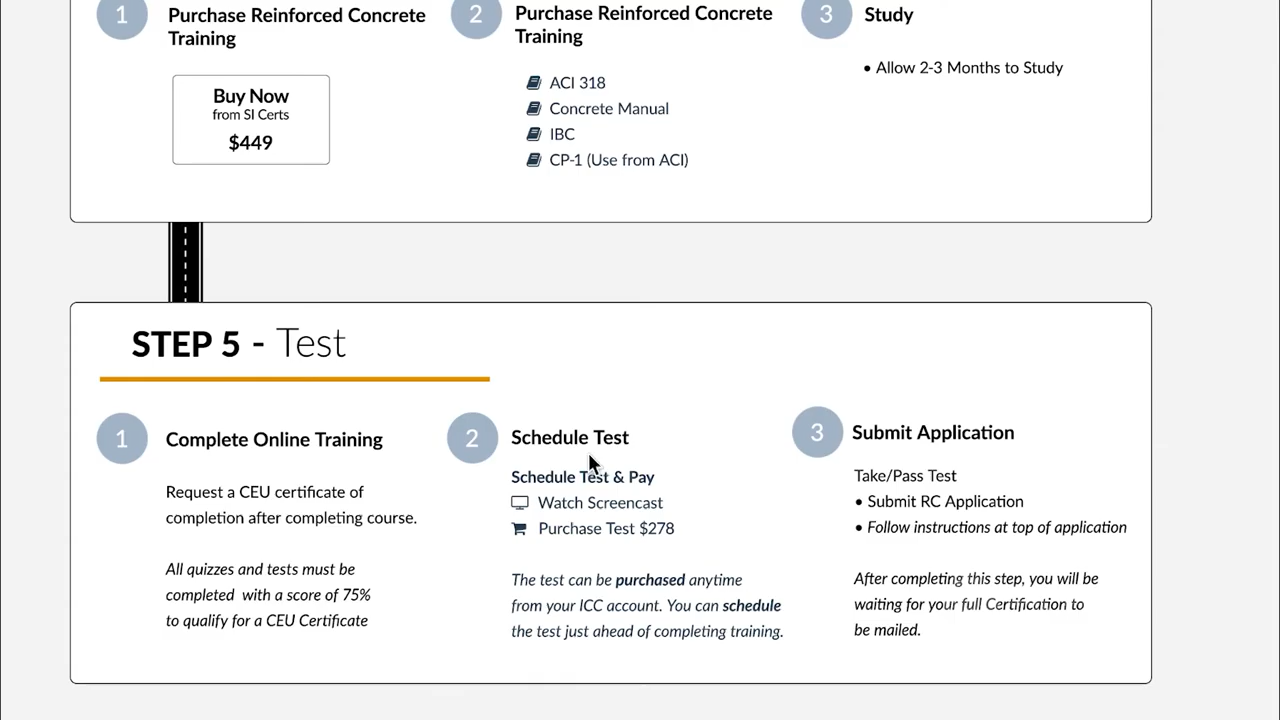 1
Purchase Reinforced Concrete
Training
Buy Now
from SI Certs
$449
2
Purchase Reinforced Concrete
Training
ACI 318
Concrete Manual
IBC
CP-1 (Use from ACI)
3
Study
• Allow 2-3 Months to Study
STEP 5 - Test
1
Complete Online Training
Request a CEU certificate of
completion after completing course.
All quizzes and tests must be
completed with a score of 75%
to qualify for a CEU Certificate
2
Schedule Test
Schedule Test & Pay
Watch Screencast
Purchase Test $278
The test can be purchased anytime
from your ICC account. You can schedule
the test just ahead of completing training.
3
Submit Application
Take/Pass Test
• Submit RC Application
• Follow instructions at top of application
After completing this step, you will be
waiting for your full Certification to
be mailed.